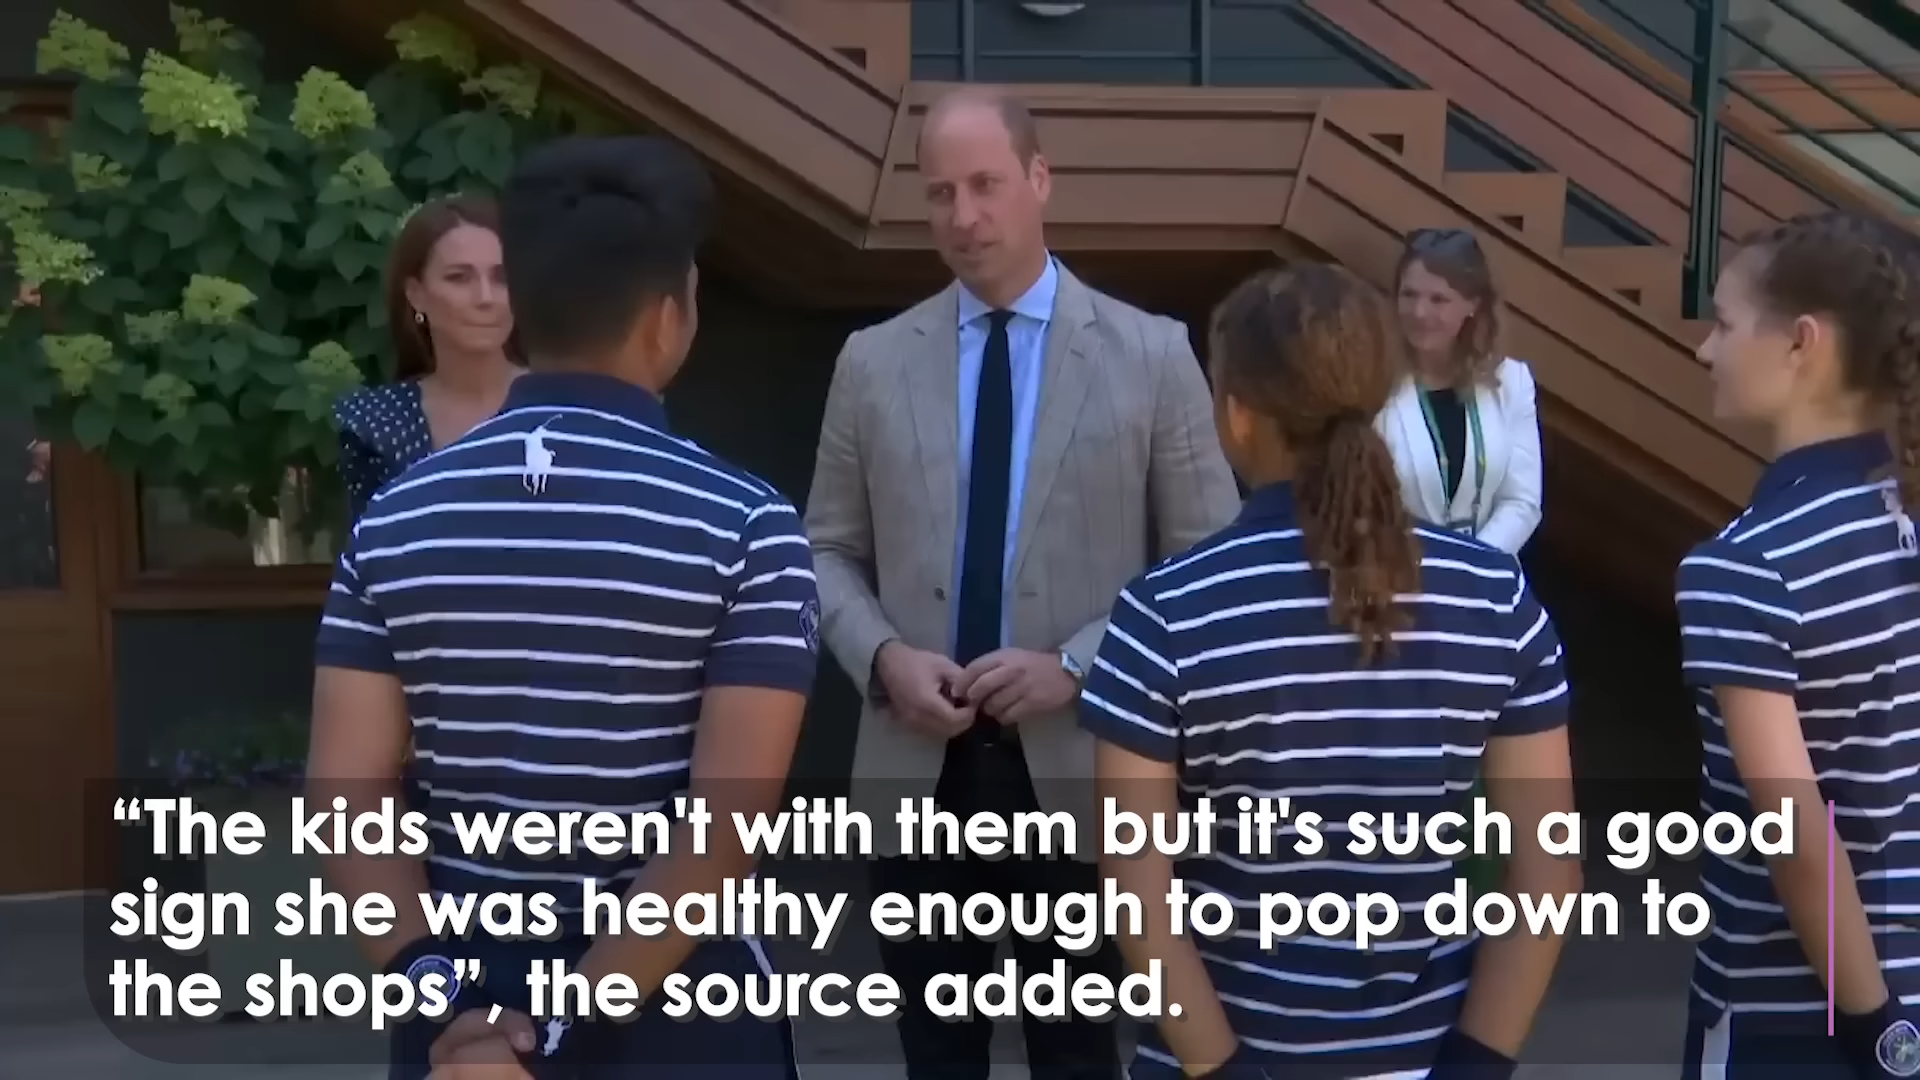 “The kids weren't with them but it's such a good
sign she was healthy enough to pop down to
the shops”, the source added.